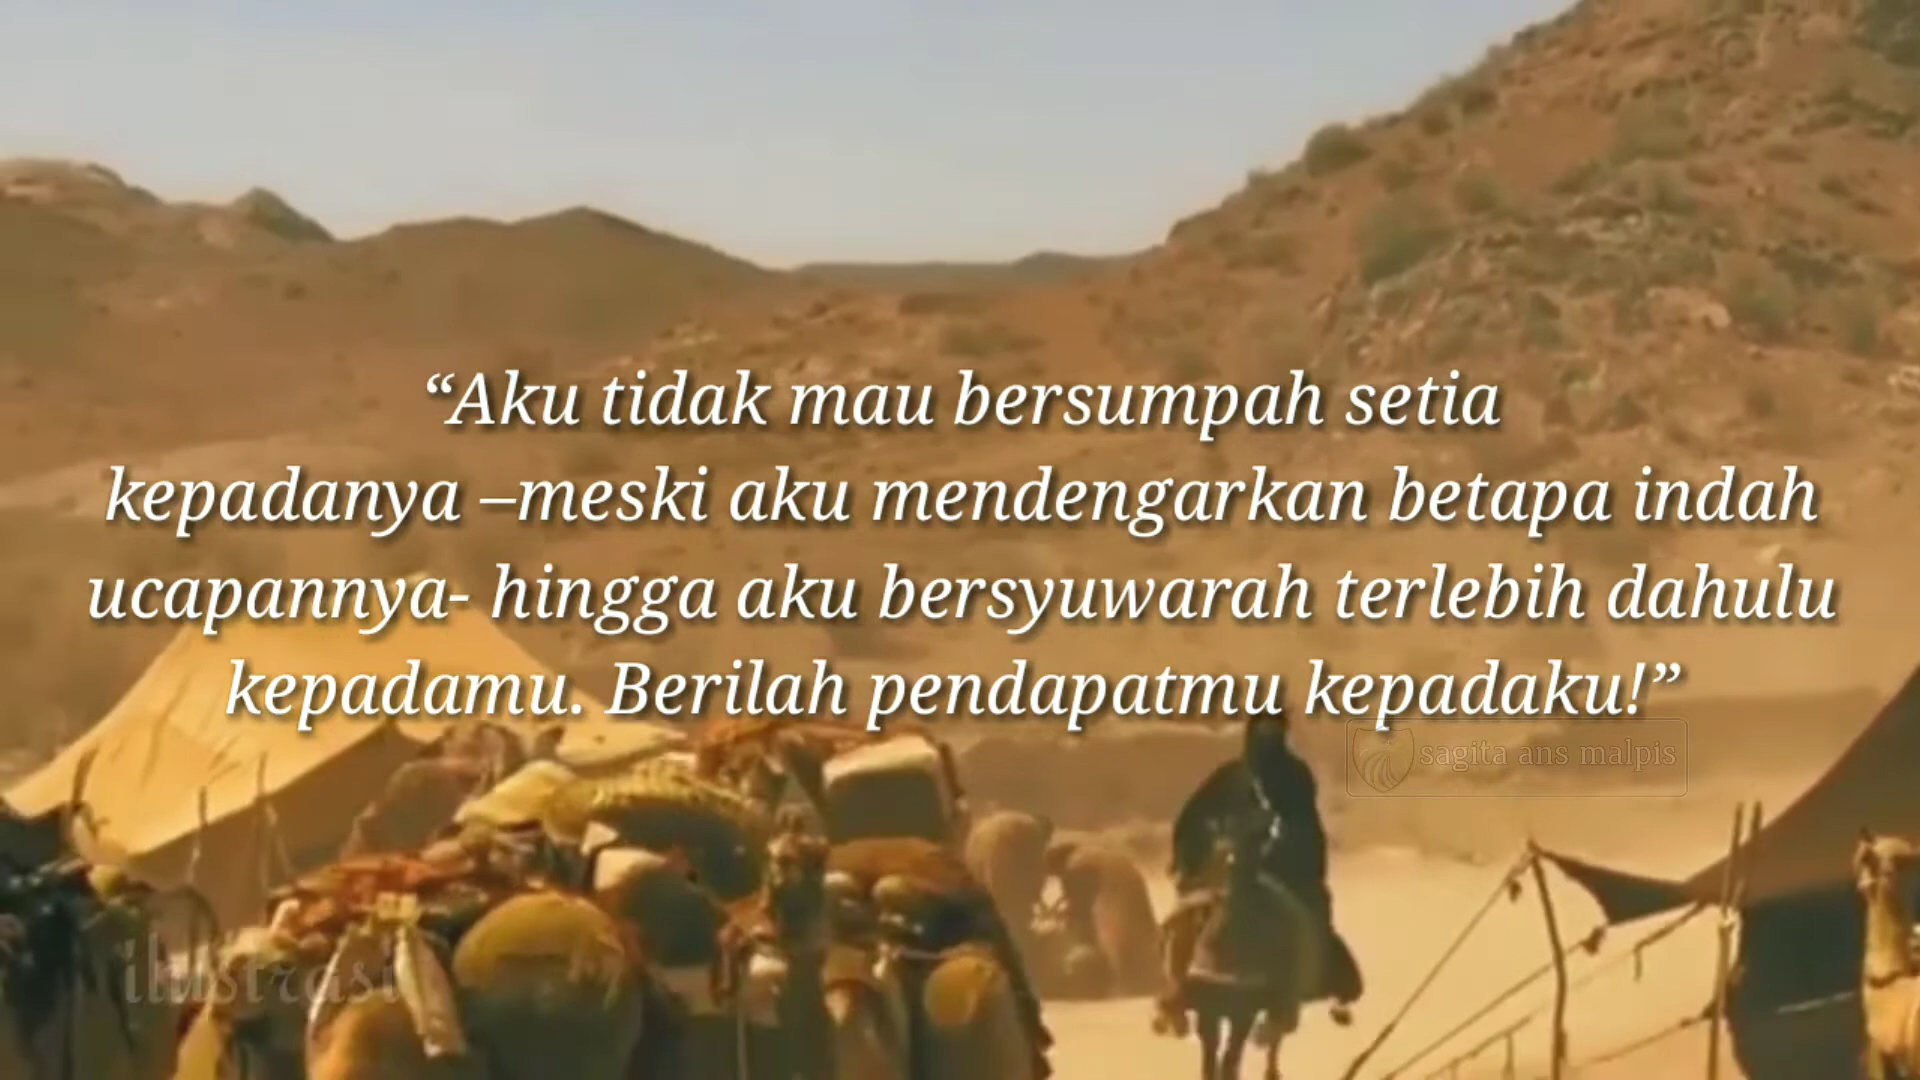 “Aku tidak mau bersumpah setia
kepadanya –meski aku mendengarkan betapa indah
ucapannya- hingga aku bersyuwarah terlebih dahulu
kepadamu. Berilah pendapatmu kepadaku!”
sagita ans malpis
ilustrasi